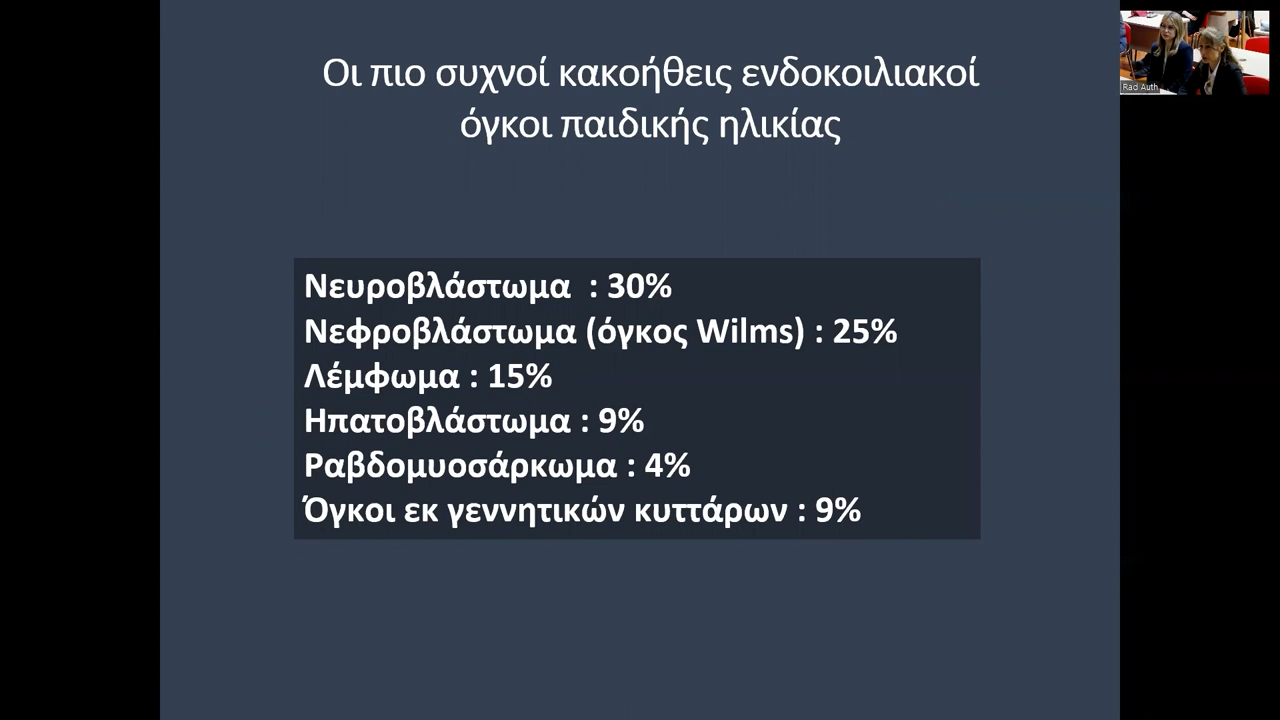 Οι πιο συχνοί κακοήθεις ενδοκοιλιακοί
όγκοι παιδικής ηλικίας
Νευροβλάστωμα : 30%
Νεφροβλάστωμα (όγκος Wilms) : 25%
Λέμφωμα : 15%
Ηπατοβλάστωμα : 9%
Ραβδομυοσάρκωμα : 4%
Όγκοι εκ γεννητικών κυττάρων : 9%
Rad Auth